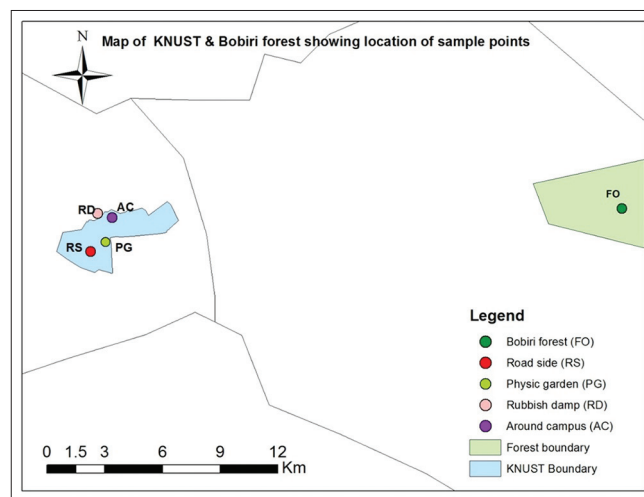 Map of KNUST & Bobiri forest showing location of sample points
N
FO
RD AC
RS PG
Legend
Bobiri forest (FO)
Road side (RS)
Physic garden (PG)
Rubbish damp (RD)
Around campus (AC)
Forest boundary
KNUST Boundary
0 1.5 3 6 9 12
Km